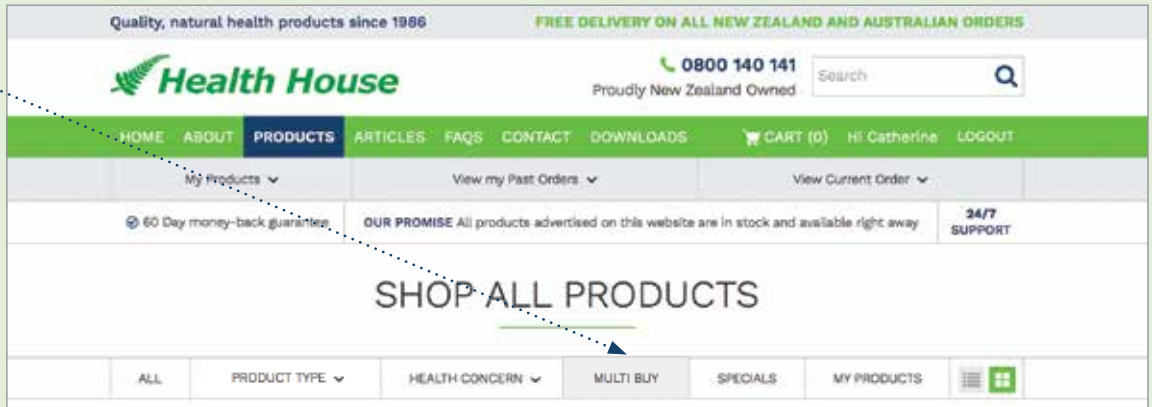 Quality, natural health products since 1986 FREE DELIVERY ON ALL NEW ZEALAND AND AUSTRALIAN ORDERS
Health House
0800 140 141
Proudly New Zealand Owned
Search
HOME ABOUT PRODUCTS ARTICLES FAQS CONTACT DOWNLOADS CART (0) Hi Catherine LOGOUT
My Products View my Past Orders View Current Order
60 Day money-back guarantee OUR PROMISE All products advertised on this website are in stock and available right away 24/7 SUPPORT
SHOP ALL PRODUCTS
ALL PRODUCT TYPE HEALTH CONCERN MULTI BUY SPECIALS MY PRODUCTS